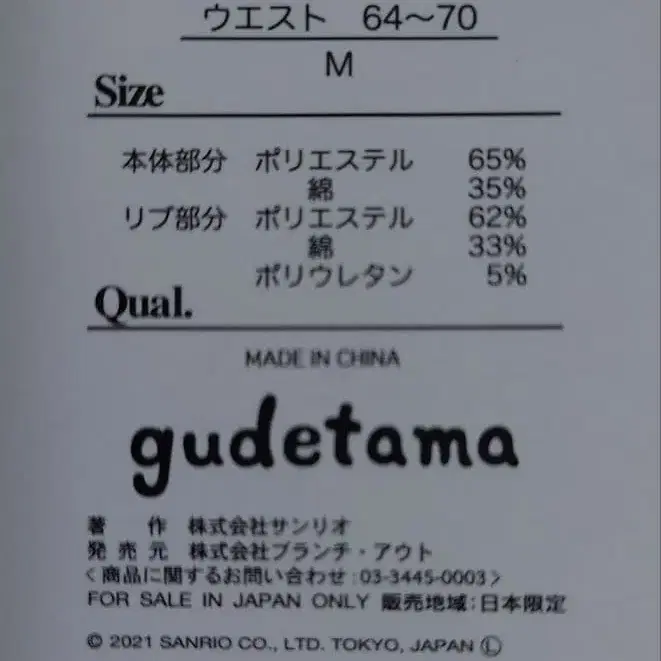 ウエスト 64〜70
M
Size
本体部分 ポリエステル 65%
綿 35%
リブ部分 ポリエステル 62%
綿 33%
ポリウレタン 5%
Qual.
MADE IN CHINA
gudetama
著 作 株式会社サンリオ
発 売 元 株式会社ブランチ・アウト
<商品に関するお問い合わせ:03-3445-0003>
FOR SALE IN JAPAN ONLY 販売地域:日本限定
© 2021 SANRIO CO., LTD. TOKYO, JAPAN Ⓛ